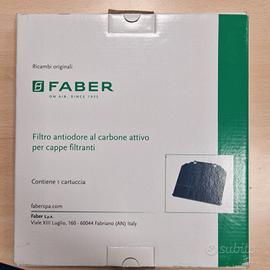 Ricambi originali
FABER
ON AIR. SINCE 1955
Filtro antiodore al carbone attivo
per cappe filtranti
Contiene 1 cartuccia
faberspa.com
Faber S.p.A.
Viale XIII Luglio, 160 - 60044 Fabriano (AN) Italy
subito